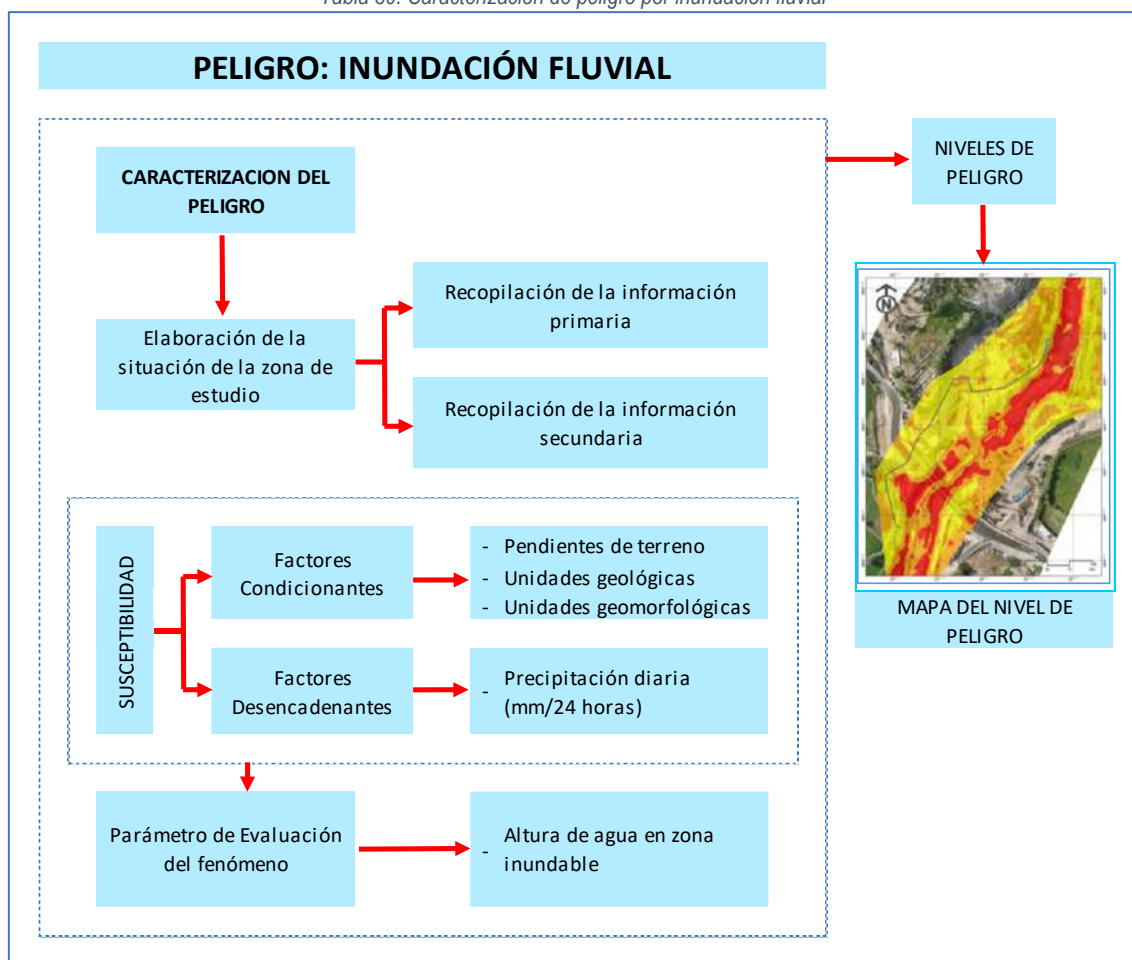 PELIGRO: INUNDACIÓN FLUVIAL
CARACTERIZACION DEL
PELIGRO
Elaboración de la
situación de la zona de
estudio
Recopilación de la información
primaria
Recopilación de la información
secundaria
SUSCEPTIBILIDAD
Factores
Condicionantes
- Pendientes de terreno
- Unidades geológicas
- Unidades geomorfológicas
Factores
Desencadenantes
- Precipitación diaria
(mm/24 horas)
Parámetro de Evaluación
del fenómeno
- Altura de agua en zona
inundable
NIVELES DE
PELIGRO
N
MAPA DEL NIVEL DE
PELIGRO